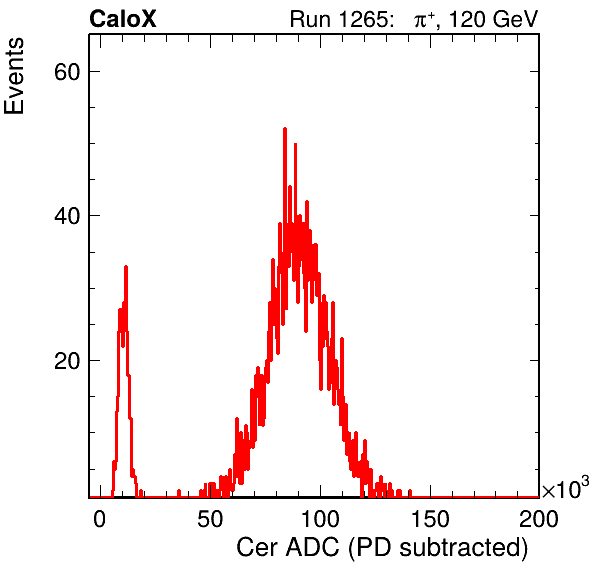 CaloX Run 1265: π⁺, 120 GeV
Events
60
40
20
0 50 100 150 200
×10³
Cer ADC (PD subtracted)